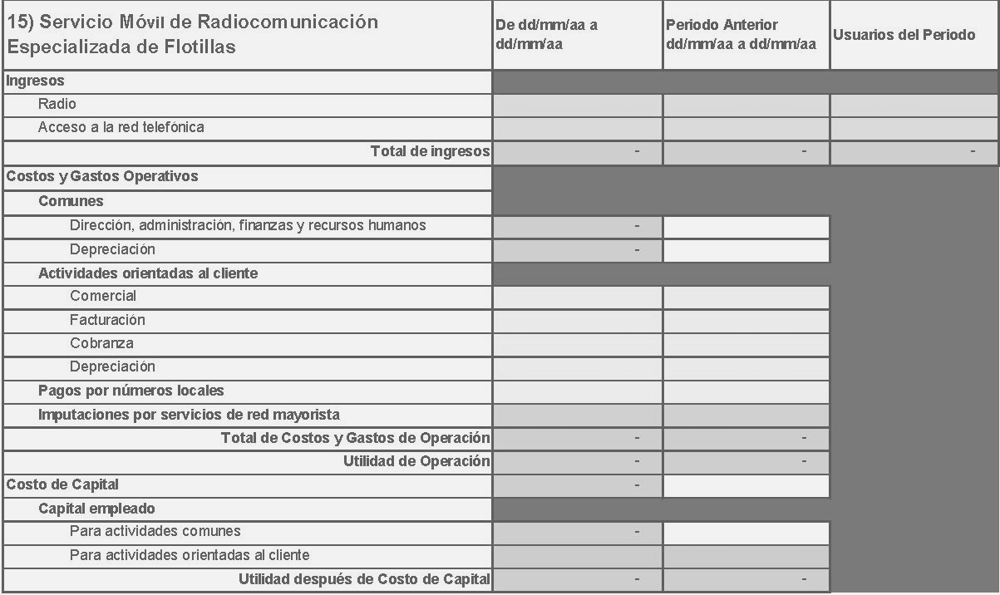 15) Servicio Móvil de Radiocomunicación
Especializada de Flotillas
De dd/mm/aa a
dd/mm/aa
Periodo Anterior
dd/mm/aa a dd/mm/aa
Usuarios del Periodo
Ingresos
Radio
Acceso a la red telefónica
Total de ingresos - - -
Costos y Gastos Operativos
Comunes
Dirección, administración, finanzas y recursos humanos -
Depreciación -
Actividades orientadas al cliente
Comercial
Facturación
Cobranza
Depreciación
Pagos por números locales
Imputaciones por servicios de red mayorista
Total de Costos y Gastos de Operación - -
Utilidad de Operación - -
Costo de Capital -
Capital empleado
Para actividades comunes -
Para actividades orientadas al cliente
Utilidad después de Costo de Capital - -